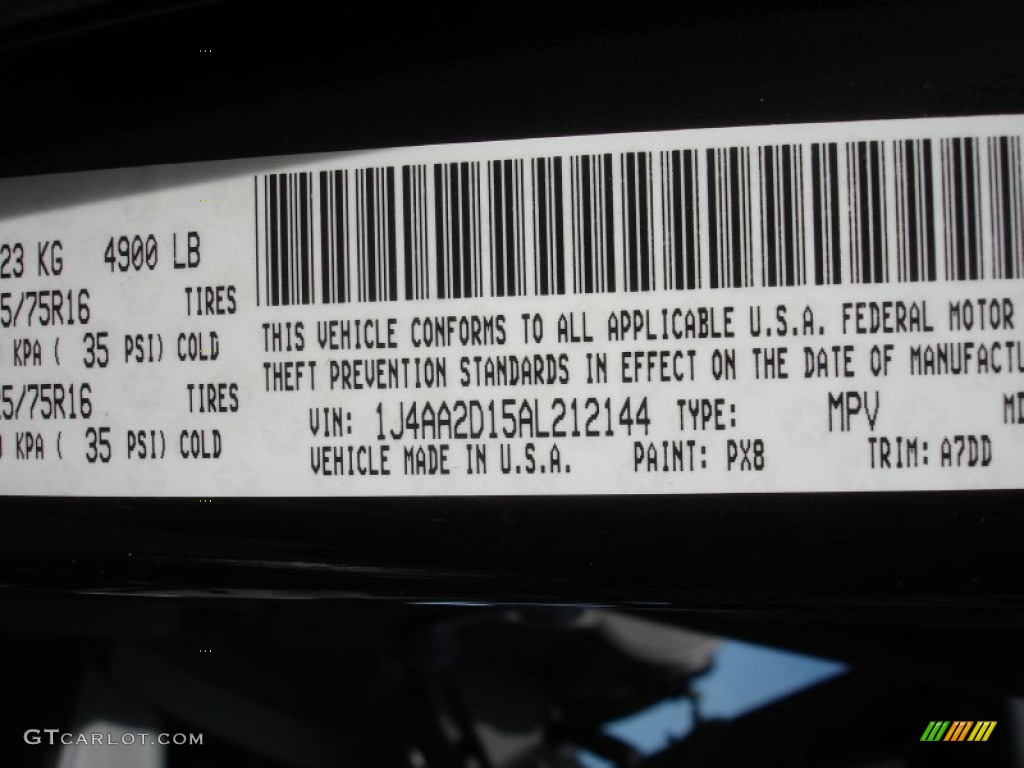 23 KG 4900 LB
5/75R16 TIRES
KPA ( 35 PSI) COLD
5/75R16 TIRES
KPA ( 35 PSI) COLD
THIS VEHICLE CONFORMS TO ALL APPLICABLE U.S.A. FEDERAL MOTOR
THEFT PREVENTION STANDARDS IN EFFECT ON THE DATE OF MANUFACTU
VIN: 1J4AA2D15AL212144 TYPE: MPV
VEHICLE MADE IN U.S.A. PAINT: PX8 TRIM: A7DD
GTCARLOT.COM